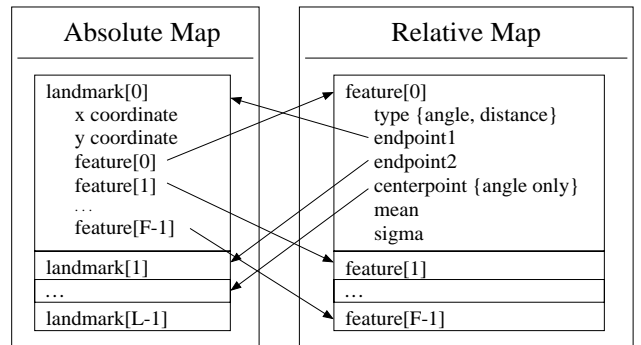 Absolute Map
landmark[0]
x coordinate
y coordinate
feature[0]
feature[1]
...
feature[F-1]
landmark[1]
...
landmark[L-1]
Relative Map
feature[0]
type {angle, distance}
endpoint1
endpoint2
centerpoint {angle only}
mean
sigma
feature[1]
...
feature[F-1]